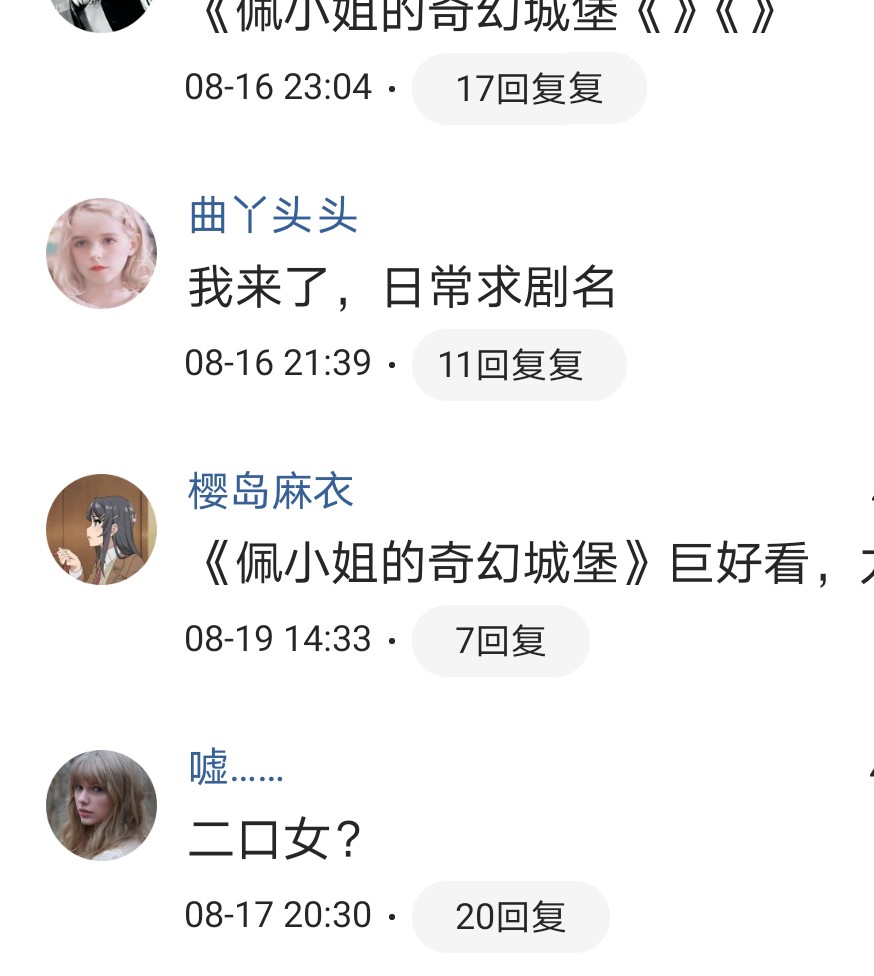 《佩小姐的奇幻城堡《》《》
08-16 23:04 · 17回复复
曲丫头头
我来了，日常求剧名
08-16 21:39 · 11回复复
樱岛麻衣
《佩小姐的奇幻城堡》巨好看，
08-19 14:33 · 7回复
嘘……
二口女？
08-17 20:30 · 20回复